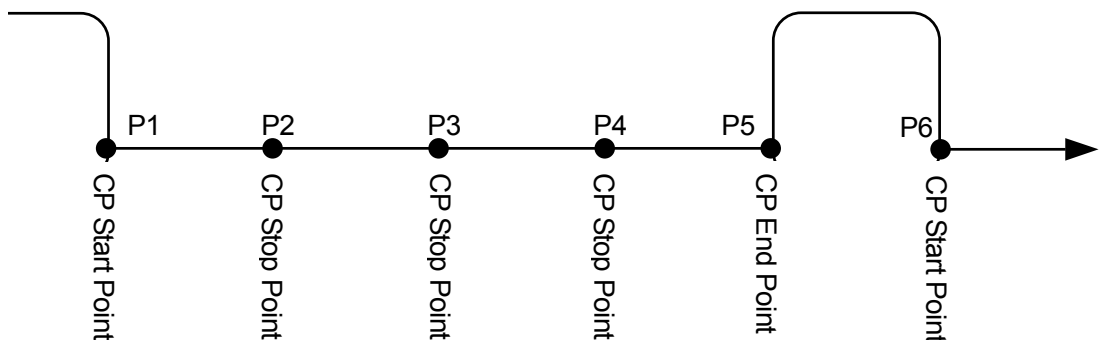 P1
P2
P3
P4
P5
P6
CP Start Point
CP Stop Point
CP Stop Point
CP Stop Point
CP End Point
CP Start Point